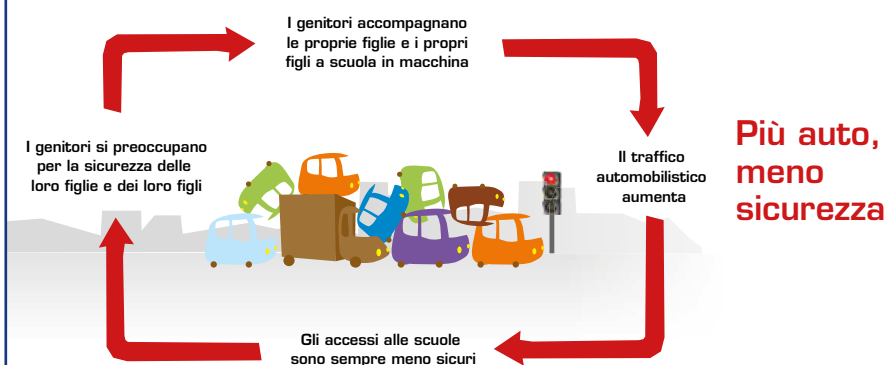 I genitori accompagnano
le proprie figlie e i propri
figli a scuola in macchina
Il traffico
automobilistico
aumenta
Gli accessi alle scuole
sono sempre meno sicuri
I genitori si preoccupano
per la sicurezza delle
loro figlie e dei loro figli
Più auto,
meno
sicurezza